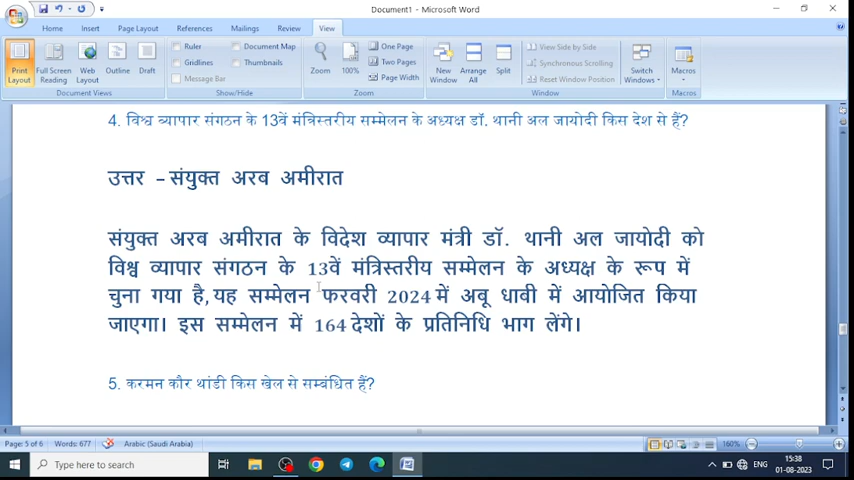 Document1 - Microsoft Word
Home Insert Page Layout References Mailings Review View
Ruler Document Map One Page View Side by Side
Gridlines Thumbnails Two Pages Synchronous Scrolling
Message Bar Page Width Reset Window Position
Print Layout Full Screen Reading Web Layout Outline Draft Zoom 100% New Window Arrange All Split Switch Windows Macros
Document Views Show/Hide Zoom Window Macros
4. विश्व व्यापार संगठन के 13वें मंत्रिस्तरीय सम्मेलन के अध्यक्ष डॉ. थानी अल जायोदी किस देश से हैं?
उत्तर – संयुक्त अरव अमीरात
संयुक्त अरव अमीरात के विदेश व्यापार मंत्री डॉ. थानी अल जायोदी को
विश्व व्यापार संगठन के 13वें मंत्रिस्तरीय सम्मेलन के अध्यक्ष के रूप में
चुना गया है, यह सम्मेलन फरवरी 2024 में अबू धावी में आयोजित किया
जाएगा। इस सम्मेलन में 164 देशों के प्रतिनिधि भाग लेंगे।
5. करमन कौर थांडी किस खेल से सम्बंधित हैं?
Page: 5 of 6 Words: 677 Arabic (Saudi Arabia) 160%
Type here to search ENG 15:38
01-08-2023